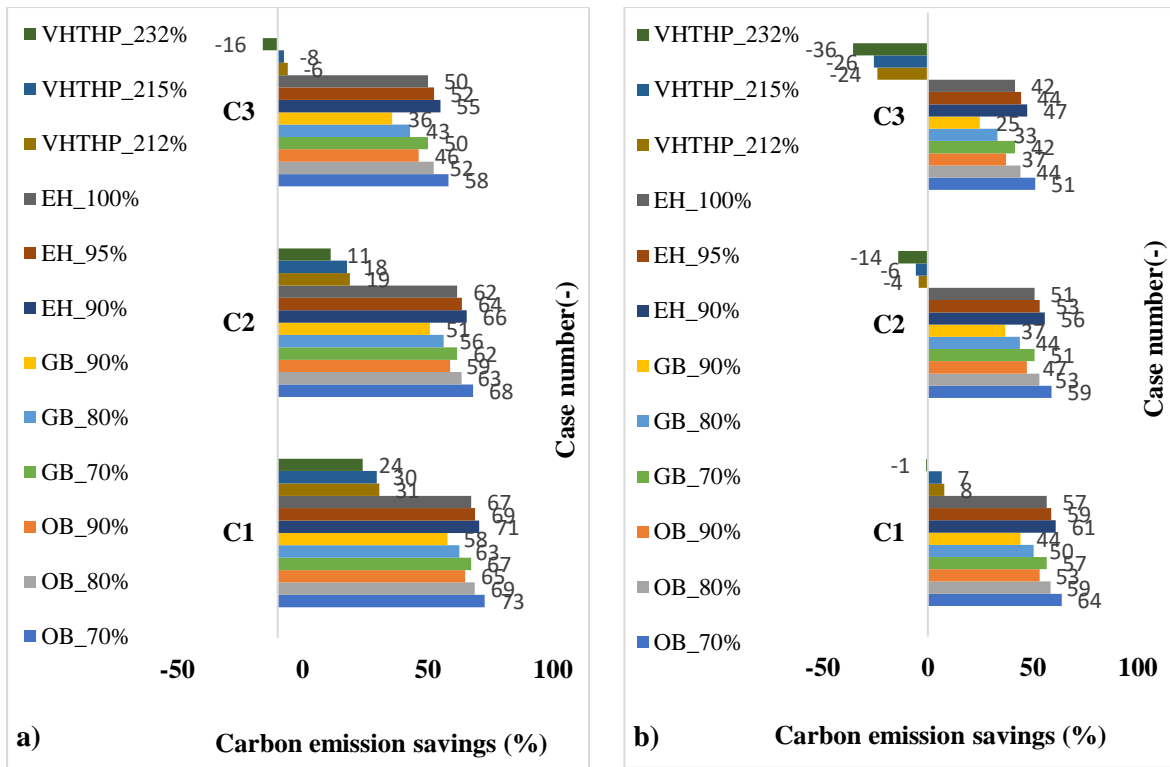 VHTHP_232%
VHTHP_215%
VHTHP_212%
EH_100%
EH_95%
EH_90%
GB_90%
GB_80%
GB_70%
OB_90%
OB_80%
OB_70%
C3
-16
-8
-6
50
52
55
36
43
50
46
52
58
C2
11
18
19
62
64
66
51
56
62
59
63
68
C1
24
30
31
67
69
71
58
63
67
65
69
73
Case number(-)
-50 0 50 100
a) Carbon emission savings (%)
VHTHP_232%
VHTHP_215%
VHTHP_212%
EH_100%
EH_95%
EH_90%
GB_90%
GB_80%
GB_70%
OB_90%
OB_80%
OB_70%
C3
-36
-26
-24
42
44
47
25
33
42
37
44
51
C2
-14
-6
-4
51
53
56
37
44
51
47
53
59
C1
-1
7
8
57
59
61
44
50
57
53
59
64
Case number(-)
-50 0 50 100
b) Carbon emission savings (%)